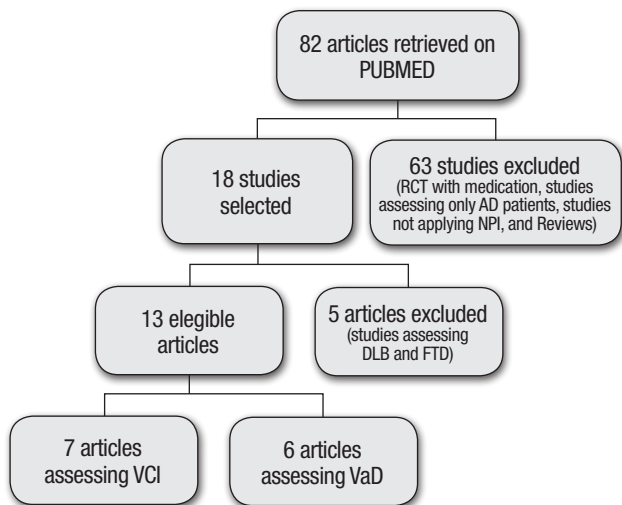 82 articles retrieved on
PUBMED
18 studies
selected
63 studies excluded
(RCT with medication, studies
assessing only AD patients, studies
not applying NPI, and Reviews)
13 elegible
articles
5 articles excluded
(studies assessing
DLB and FTD)
7 articles
assessing VCI
6 articles
assessing VaD